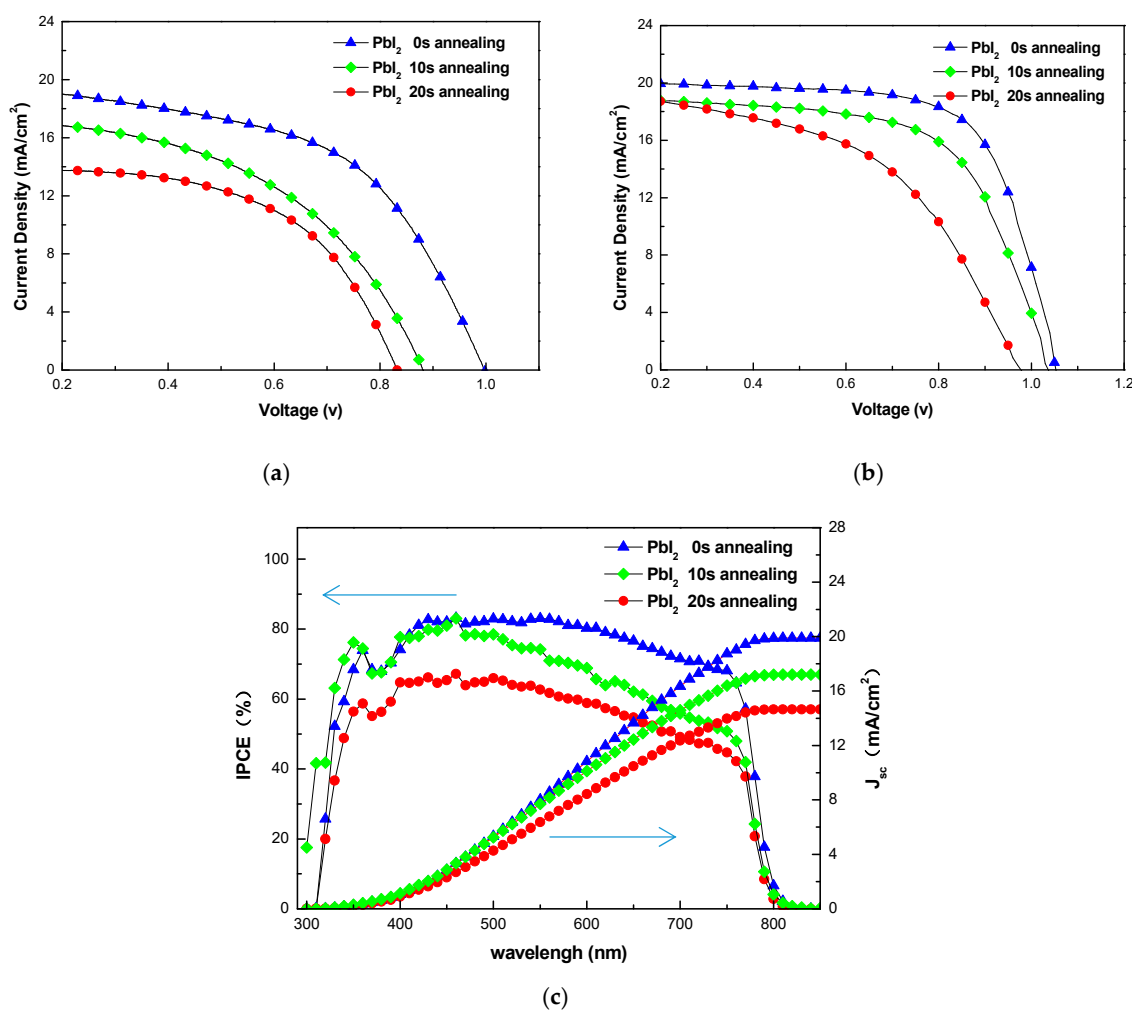 24
20
16
12
8
4
0
Current Density (mA/cm²)
PbI₂ 0s annealing
PbI₂ 10s annealing
PbI₂ 20s annealing
0.2 0.4 0.6 0.8 1.0
Voltage (v)
(a)
24
20
16
12
8
4
0
Current Density (mA/cm²)
PbI₂ 0s annealing
PbI₂ 10s annealing
PbI₂ 20s annealing
0.2 0.4 0.6 0.8 1.0 1.2
Voltage (v)
(b)
100
80
60
40
20
0
IPCE (%)
PbI₂ 0s annealing
PbI₂ 10s annealing
PbI₂ 20s annealing
28
24
20
16
12
8
4
0
Jsc (mA/cm²)
300 400 500 600 700 800
wavelengh (nm)
(c)